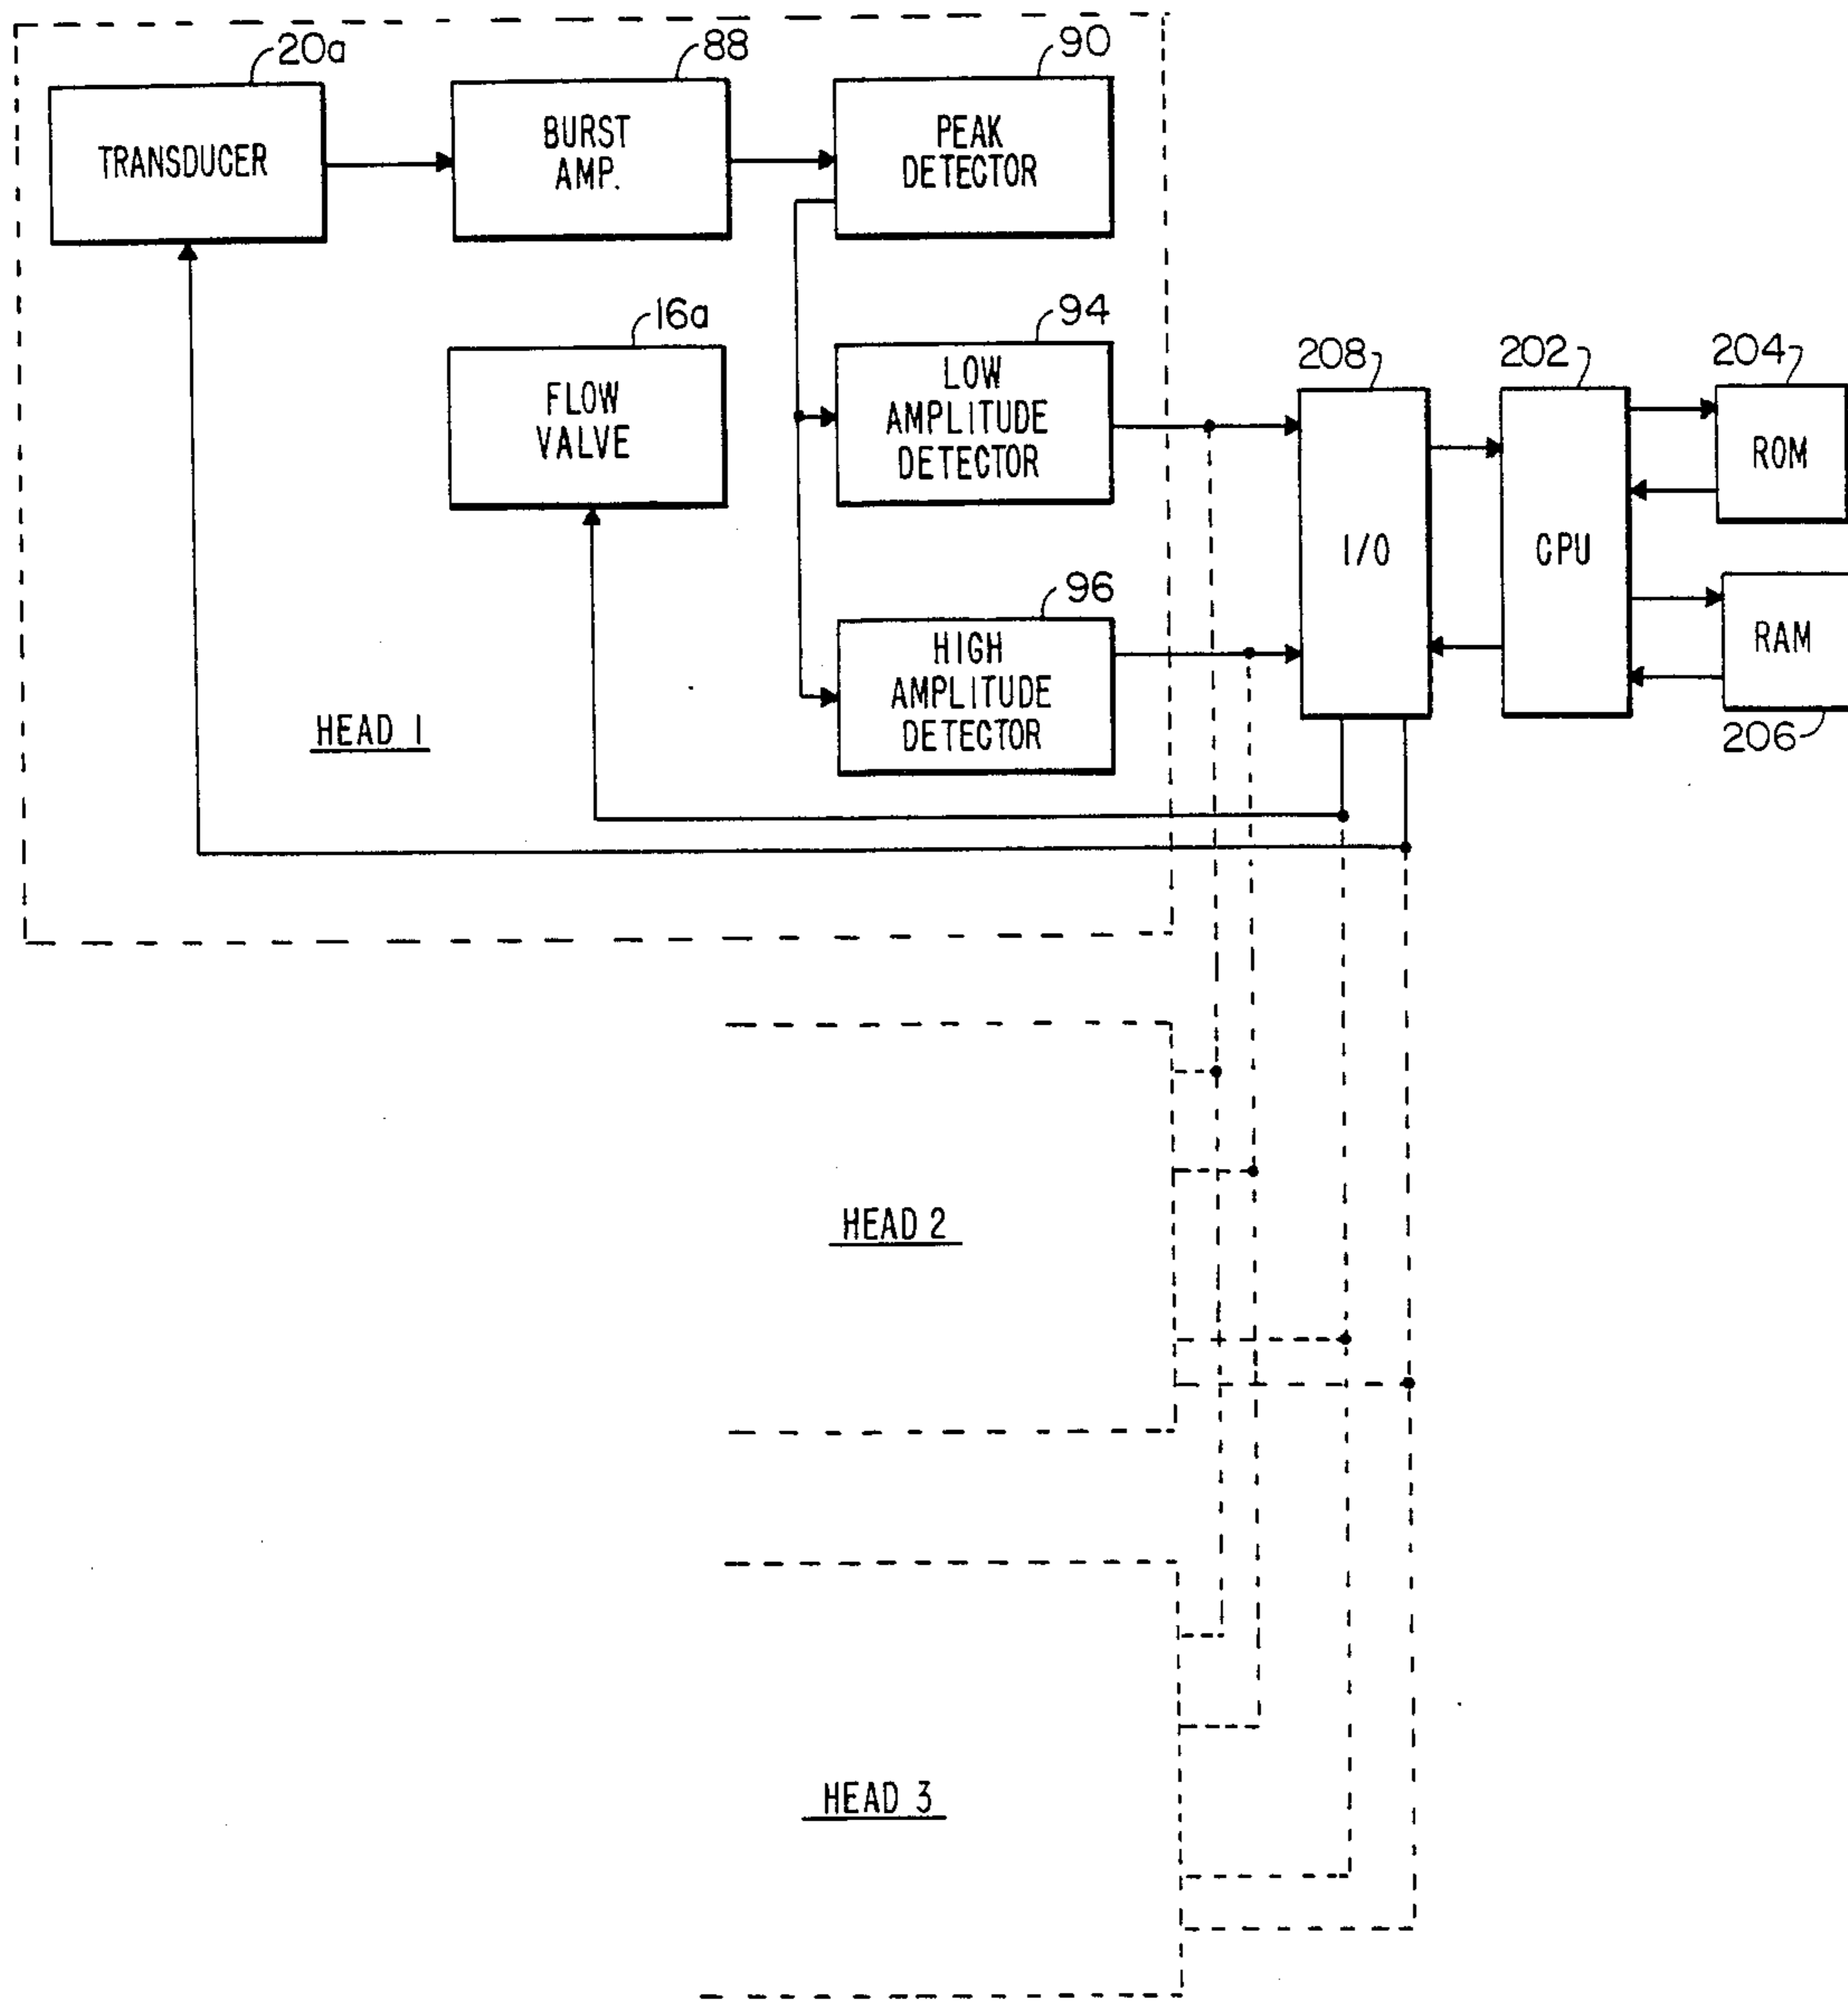 20a
88
90
TRANSDUCER
BURST
AMP.
PEAK
DETECTOR
16a
94
208
202
204
FLOW
VALVE
LOW
AMPLITUDE
DETECTOR
I/O
CPU
ROM
96
HIGH
AMPLITUDE
DETECTOR
RAM
206
HEAD 1
HEAD 2
HEAD 3